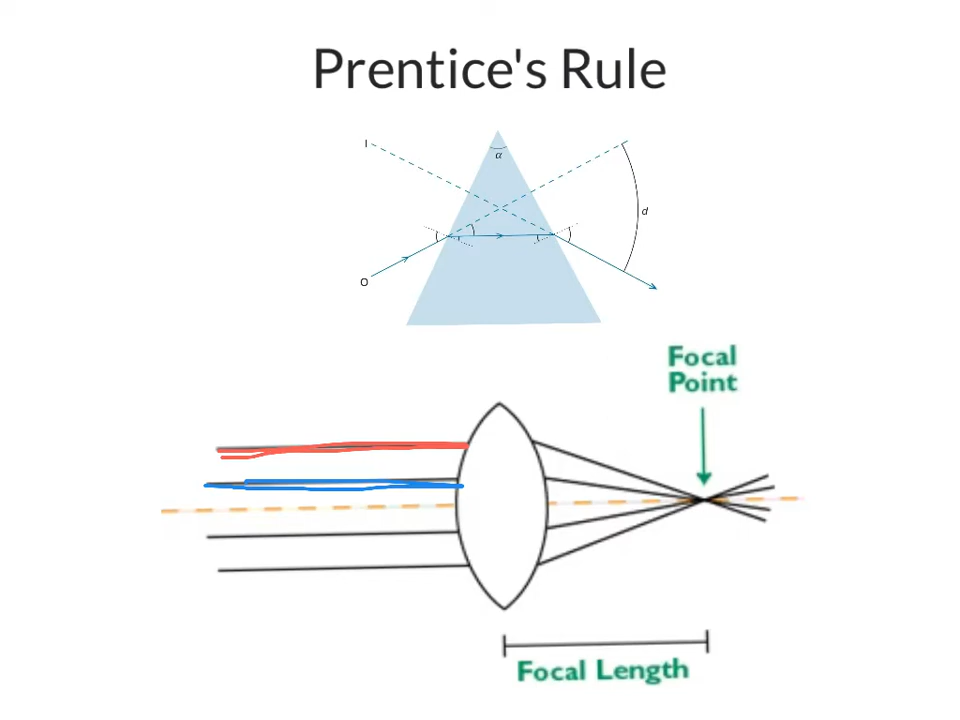 Prentice's Rule
I
α
d
O
Focal
Point
Focal Length